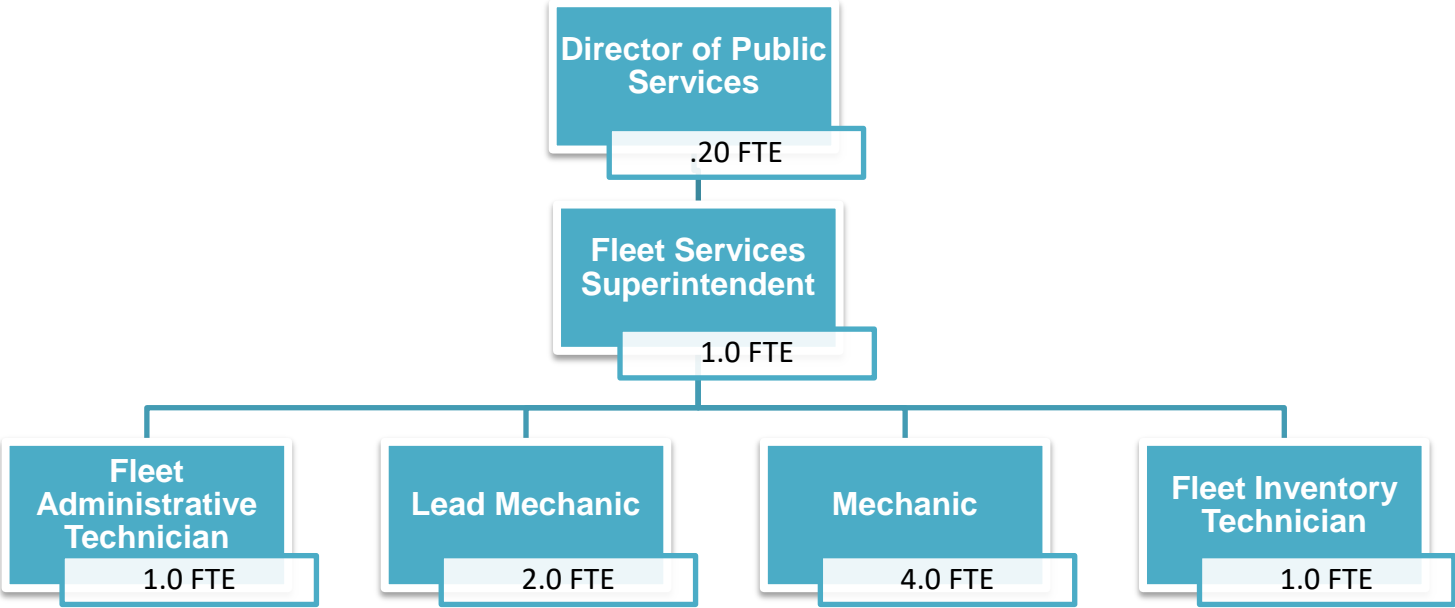 Director of Public
Services
.20 FTE
Fleet Services
Superintendent
1.0 FTE
Fleet
Administrative
Technician
1.0 FTE
Lead Mechanic
2.0 FTE
Mechanic
4.0 FTE
Fleet Inventory
Technician
1.0 FTE